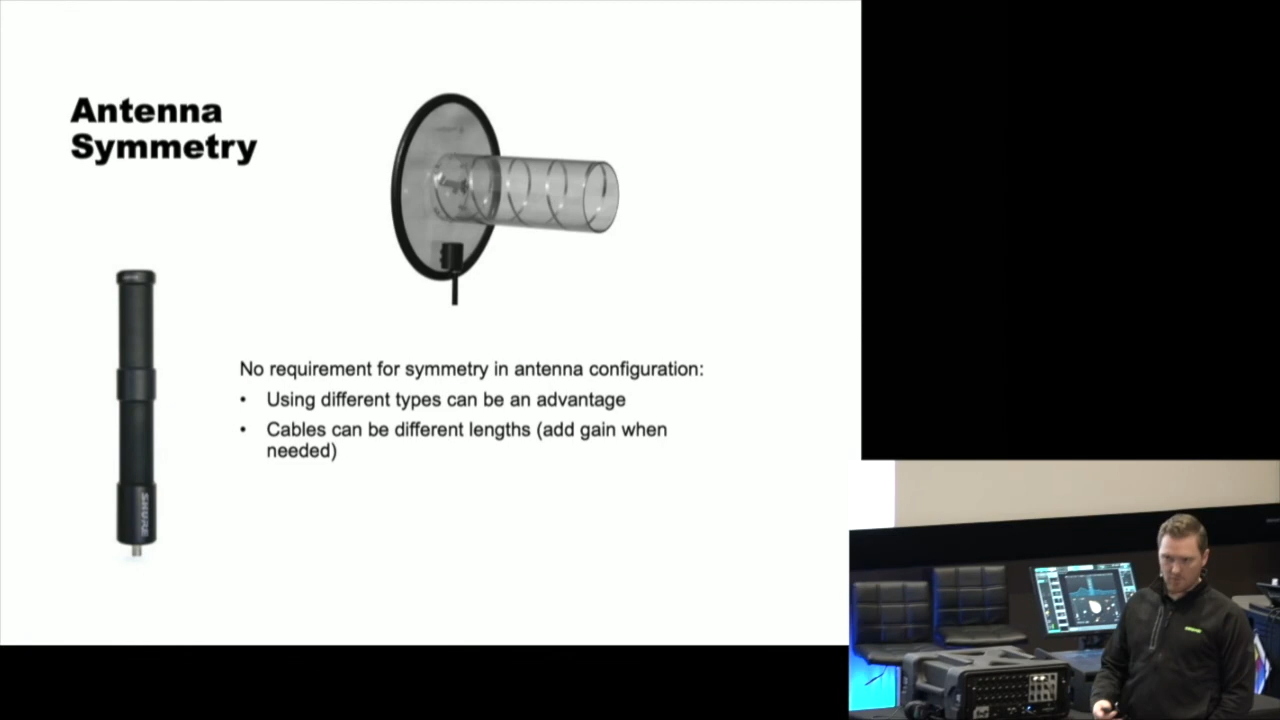 Antenna
Symmetry
SHURE
No requirement for symmetry in antenna configuration:
• Using different types can be an advantage
• Cables can be different lengths (add gain when
needed)